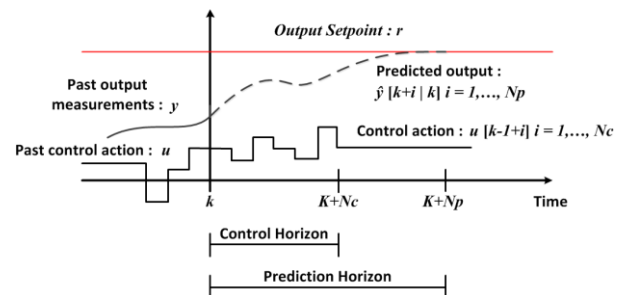 Output Setpoint : r
Past output
measurements : y
Predicted output :
ŷ [k+i | k] i = 1,..., Np
Past control action : u
Control action : u [k-1+i] i = 1,..., Nc
k
K+Nc
K+Np
Time
Control Horizon
Prediction Horizon